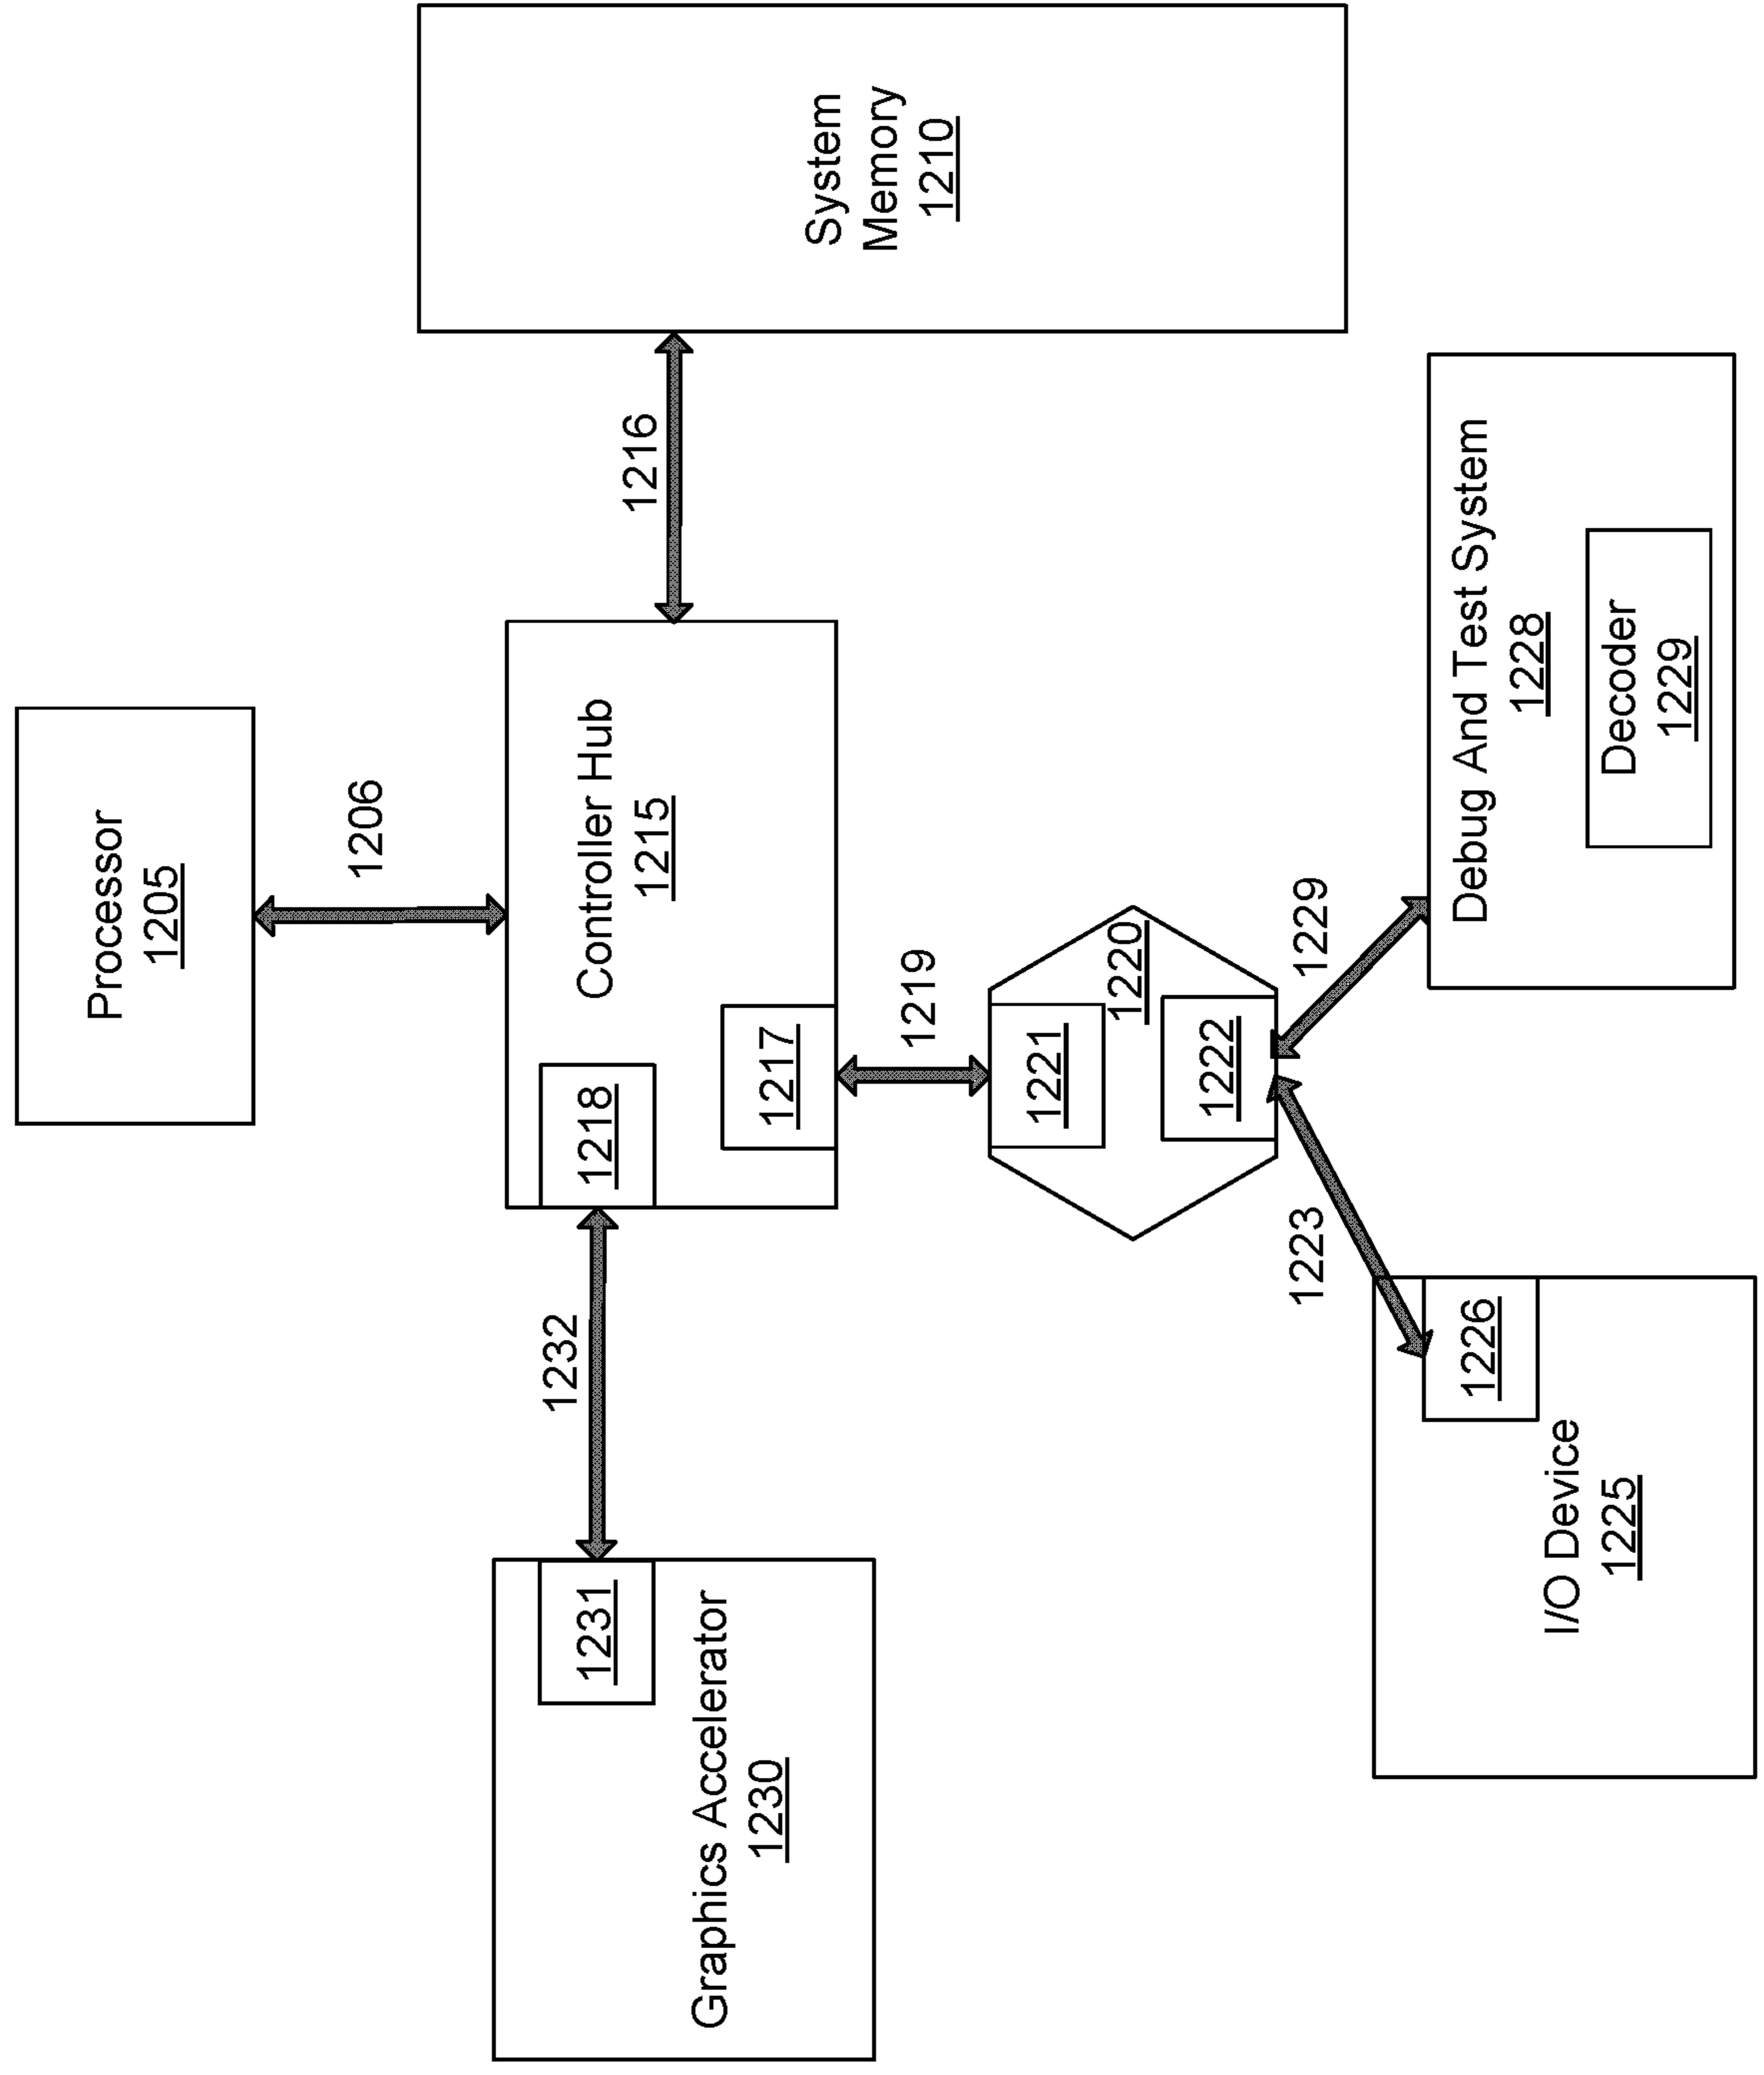 Processor
1205
1206
System
Memory
1210
Controller Hub
1215
1216
1218
1217
1232
1231
Graphics Accelerator
1230
1219
1220
1221
1222
1223
1229
I/O Device
1225
1226
Debug And Test System
1228
Decoder
1229